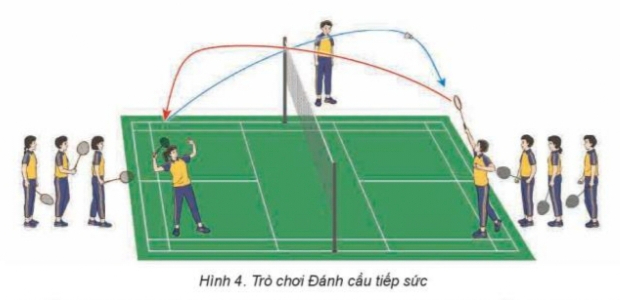 Hình 4. Trò chơi Đánh cầu tiếp sức